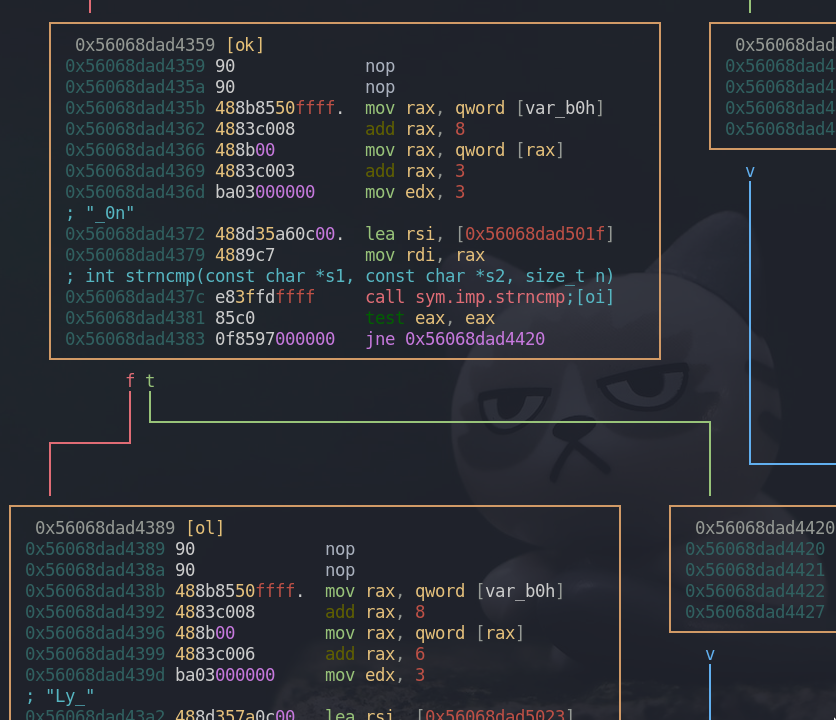 0x56068dad4359 [ok]
0x56068dad4359 90 nop
0x56068dad435a 90 nop
0x56068dad435b 488b8550ffff. mov rax, qword [var_b0h]
0x56068dad4362 4883c008 add rax, 8
0x56068dad4366 488b00 mov rax, qword [rax]
0x56068dad4369 4883c003 add rax, 3
0x56068dad436d ba03000000 mov edx, 3
; "_0n"
0x56068dad4372 488d35a60c00. lea rsi, [0x56068dad501f]
0x56068dad4379 4889c7 mov rdi, rax
; int strncmp(const char *s1, const char *s2, size_t n)
0x56068dad437c e83ffdffff call sym.imp.strncmp;[oi]
0x56068dad4381 85c0 test eax, eax
0x56068dad4383 0f8597000000 jne 0x56068dad4420
0x56068dad
0x56068dad4
0x56068dad4
0x56068dad4
0x56068dad4
v
f t
0x56068dad4389 [ol]
0x56068dad4389 90 nop
0x56068dad438a 90 nop
0x56068dad438b 488b8550ffff. mov rax, qword [var_b0h]
0x56068dad4392 4883c008 add rax, 8
0x56068dad4396 488b00 mov rax, qword [rax]
0x56068dad4399 4883c006 add rax, 6
0x56068dad439d ba03000000 mov edx, 3
; "Ly_"
0x56068dad43a2 488d357a0c00 lea rsi, [0x56068dad5023]
0x56068dad4420
0x56068dad4420
0x56068dad4421
0x56068dad4422
0x56068dad4427
v